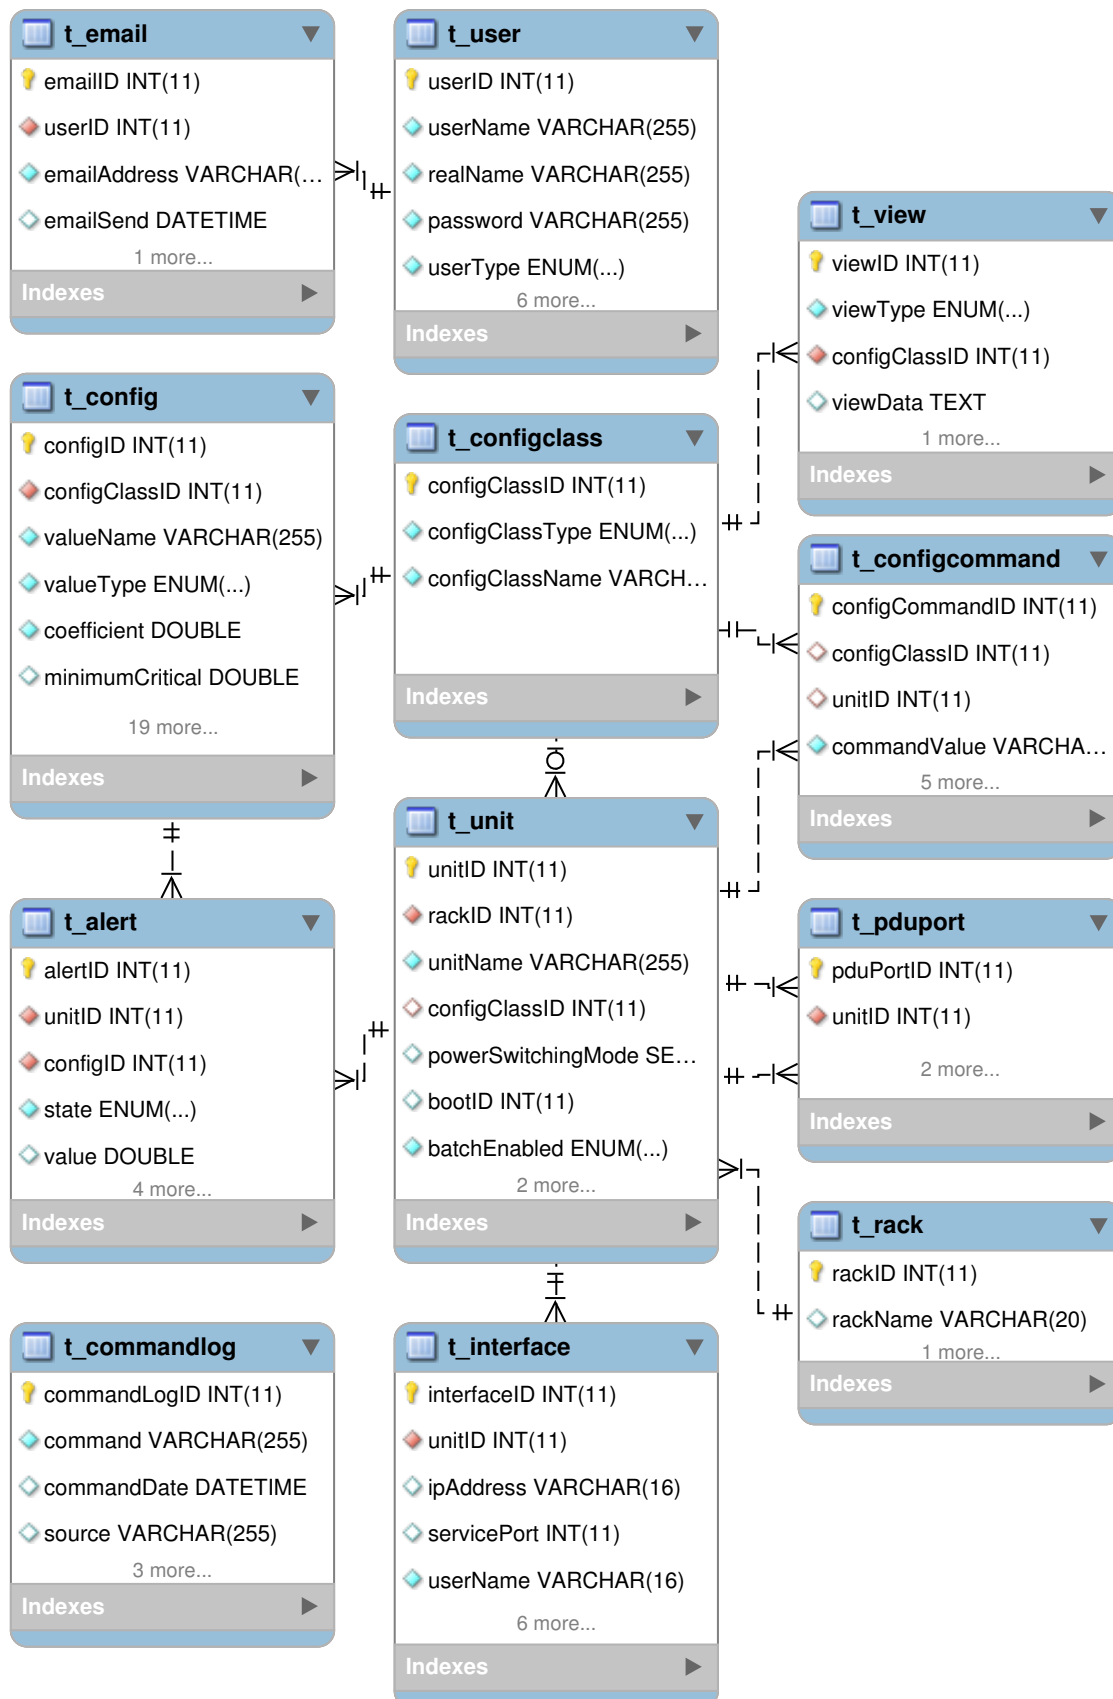 t_email
emailID INT(11)
userID INT(11)
emailAddress VARCHAR(...
emailSend DATETIME
1 more...
Indexes
t_user
userID INT(11)
userName VARCHAR(255)
realName VARCHAR(255)
password VARCHAR(255)
userType ENUM(...)
6 more...
Indexes
t_view
viewID INT(11)
viewType ENUM(...)
configClassID INT(11)
viewData TEXT
1 more...
Indexes
t_config
configID INT(11)
configClassID INT(11)
valueName VARCHAR(255)
valueType ENUM(...)
coefficient DOUBLE
minimumCritical DOUBLE
19 more...
Indexes
t_configclass
configClassID INT(11)
configClassType ENUM(...)
configClassName VARCH...
Indexes
t_configcommand
configCommandID INT(11)
configClassID INT(11)
unitID INT(11)
commandValue VARCHA...
5 more...
Indexes
t_alert
alertID INT(11)
unitID INT(11)
configID INT(11)
state ENUM(...)
value DOUBLE
4 more...
Indexes
t_unit
unitID INT(11)
rackID INT(11)
unitName VARCHAR(255)
configClassID INT(11)
powerSwitchingMode SE...
bootID INT(11)
batchEnabled ENUM(...)
2 more...
Indexes
t_pduport
pduPortID INT(11)
unitID INT(11)
2 more...
Indexes
t_rack
rackID INT(11)
rackName VARCHAR(20)
1 more...
Indexes
t_commandlog
commandLogID INT(11)
command VARCHAR(255)
commandDate DATETIME
source VARCHAR(255)
3 more...
Indexes
t_interface
interfaceID INT(11)
unitID INT(11)
ipAddress VARCHAR(16)
servicePort INT(11)
userName VARCHAR(16)
6 more...
Indexes